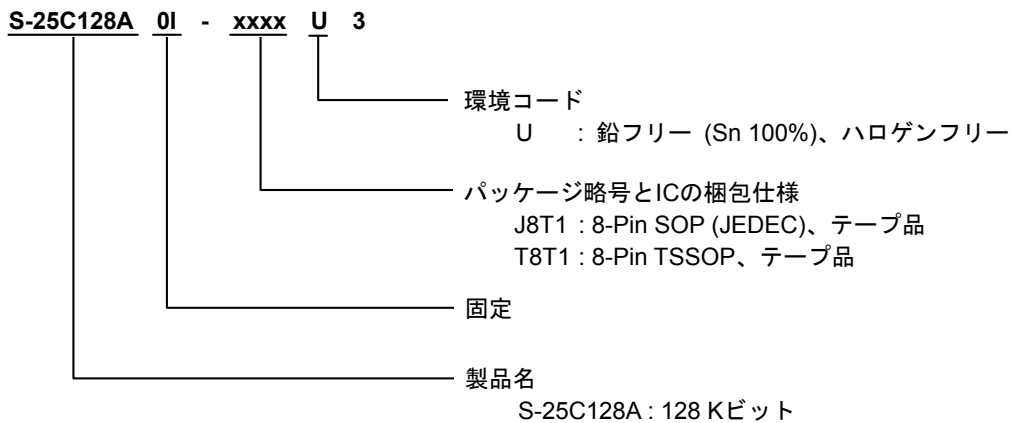 S-25C128A 0I - xxxx U 3
環境コード
U : 鉛フリー (Sn 100%)、ハロゲンフリー
パッケージ略号とICの梱包仕様
J8T1 : 8-Pin SOP (JEDEC)、テープ品
T8T1 : 8-Pin TSSOP、テープ品
固定
製品名
S-25C128A : 128 Kビット